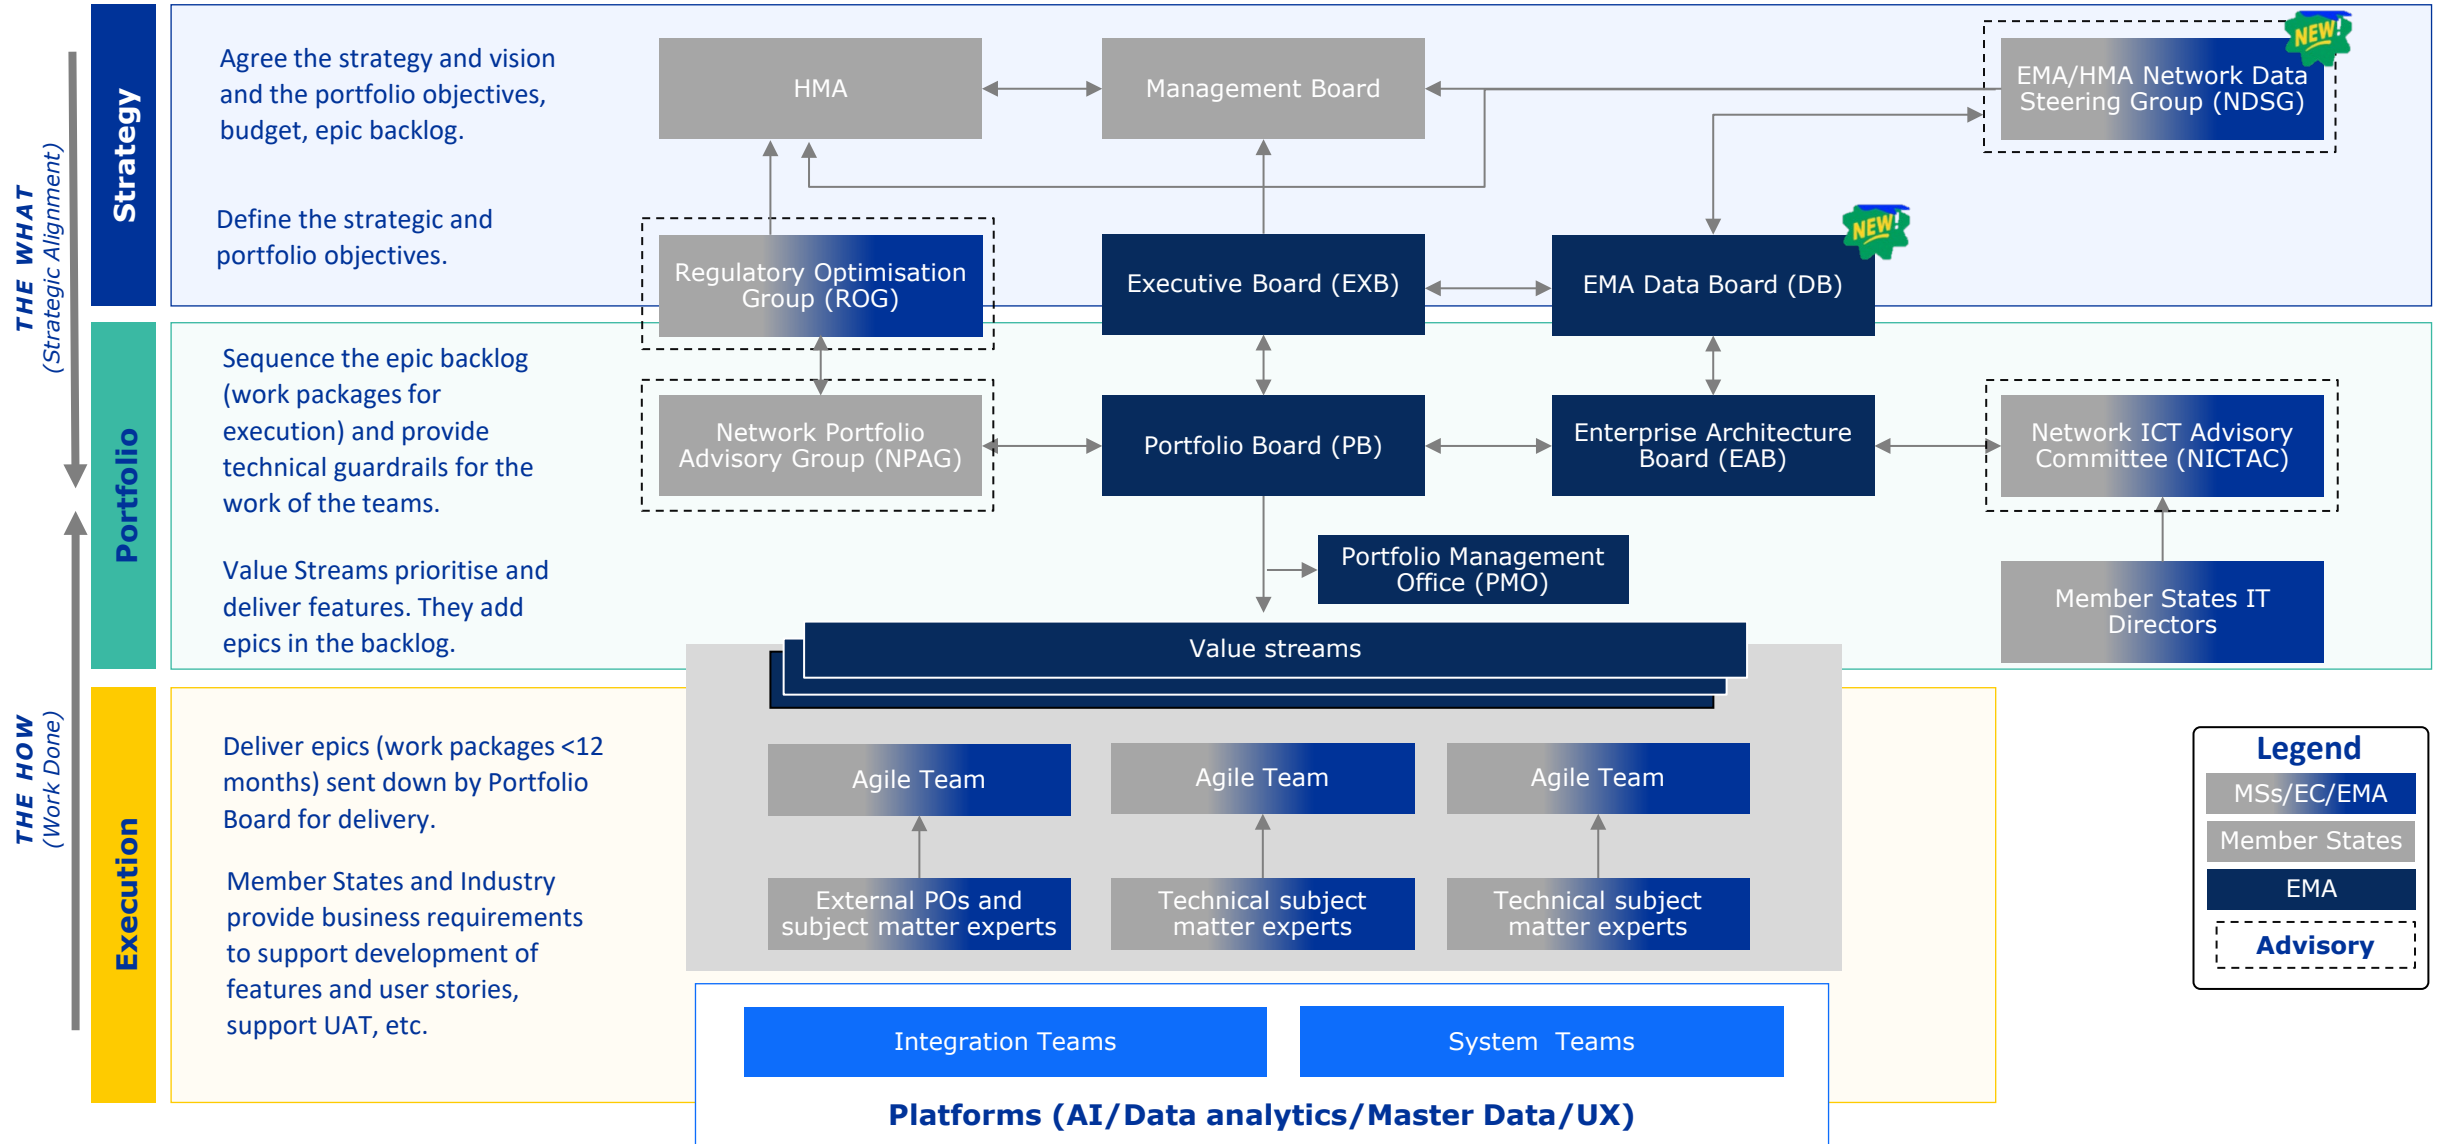 THE WHAT
(Strategic Alignment)
THE HOW
(Work Done)
Strategy
Agree the strategy and vision
and the portfolio objectives,
budget, epic backlog.
Define the strategic and
portfolio objectives.
HMA
Management Board
EMA/HMA Network Data
Steering Group (NDSG)
NEW!
Regulatory Optimisation
Group (ROG)
Executive Board (EXB)
EMA Data Board (DB)
NEW!
Portfolio
Sequence the epic backlog
(work packages for
execution) and provide
technical guardrails for the
work of the teams.
Value Streams prioritise and
deliver features. They add
epics in the backlog.
Network Portfolio
Advisory Group (NPAG)
Portfolio Board (PB)
Enterprise Architecture
Board (EAB)
Network ICT Advisory
Committee (NICTAC)
Portfolio Management
Office (PMO)
Member States IT
Directors
Value streams
Execution
Deliver epics (work packages <12
months) sent down by Portfolio
Board for delivery.
Member States and Industry
provide business requirements
to support development of
features and user stories,
support UAT, etc.
Agile Team
Agile Team
Agile Team
External POs and
subject matter experts
Technical subject
matter experts
Technical subject
matter experts
Integration Teams
System Teams
Platforms (AI/Data analytics/Master Data/UX)
Legend
MSs/EC/EMA
Member States
EMA
Advisory